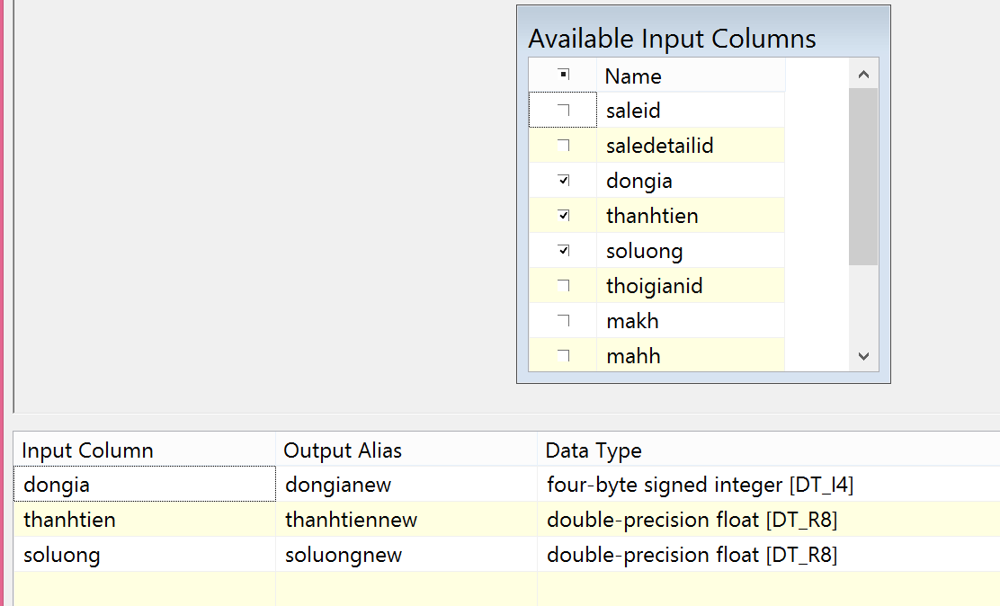 Available Input Columns
Name
saleid
saledetailid
dongia
thanhtien
soluong
thoigianid
makh
mahh
Input Column Output Alias Data Type
dongia dongianew four-byte signed integer [DT_I4]
thanhtien thanhtiennew double-precision float [DT_R8]
soluong soluongnew double-precision float [DT_R8]